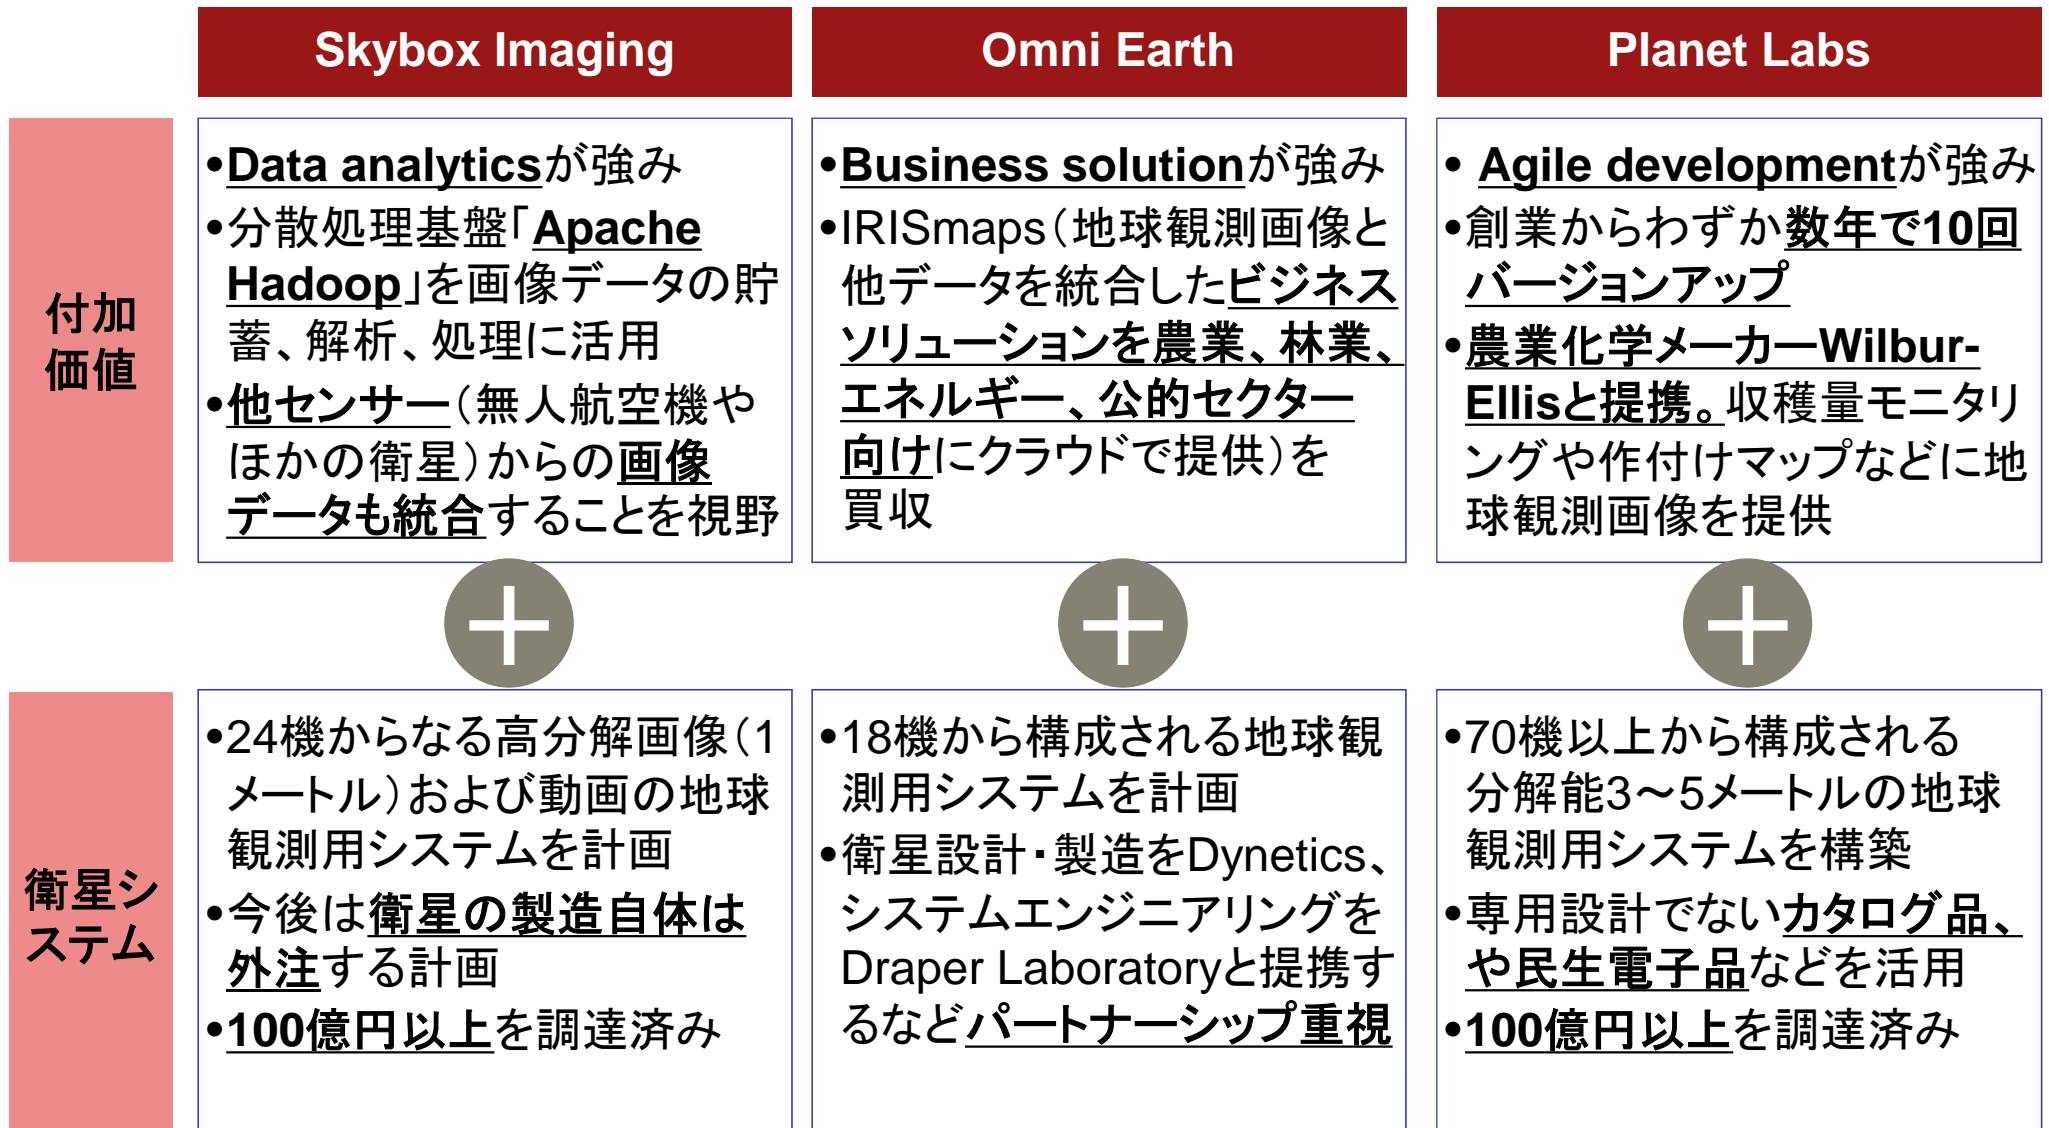 Skybox Imaging
Omni Earth
Planet Labs
付加
価値
•Data analyticsが強み
•分散処理基盤「Apache
Hadoop」を画像データの貯
蓄、解析、処理に活用
•他センサー（無人航空機や
ほかの衛星）からの画像
データも統合することを視野
•Business solutionが強み
•IRISmaps（地球観測画像と
他データを統合したビジネス
ソリューションを農業、林業、
エネルギー、公的セクター
向けにクラウドで提供）を
買収
• Agile developmentが強み
•創業からわずか数年で10回
バージョンアップ
•農業化学メーカーWilbur-
Ellisと提携。収穫量モニタリ
ングや作付けマップなどに地
球観測画像を提供
衛星シ
ステム
•24機からなる高分解画像（1
メートル）および動画の地球
観測用システムを計画
•今後は衛星の製造自体は
外注する計画
•100億円以上を調達済み
•18機から構成される地球観
測用システムを計画
•衛星設計・製造をDynetics、
システムエンジニアリングを
Draper Laboratoryと提携す
るなどパートナーシップ重視
•70機以上から構成される
分解能3～5メートルの地球
観測用システムを構築
•専用設計でないカタログ品、
や民生電子品などを活用
•100億円以上を調達済み